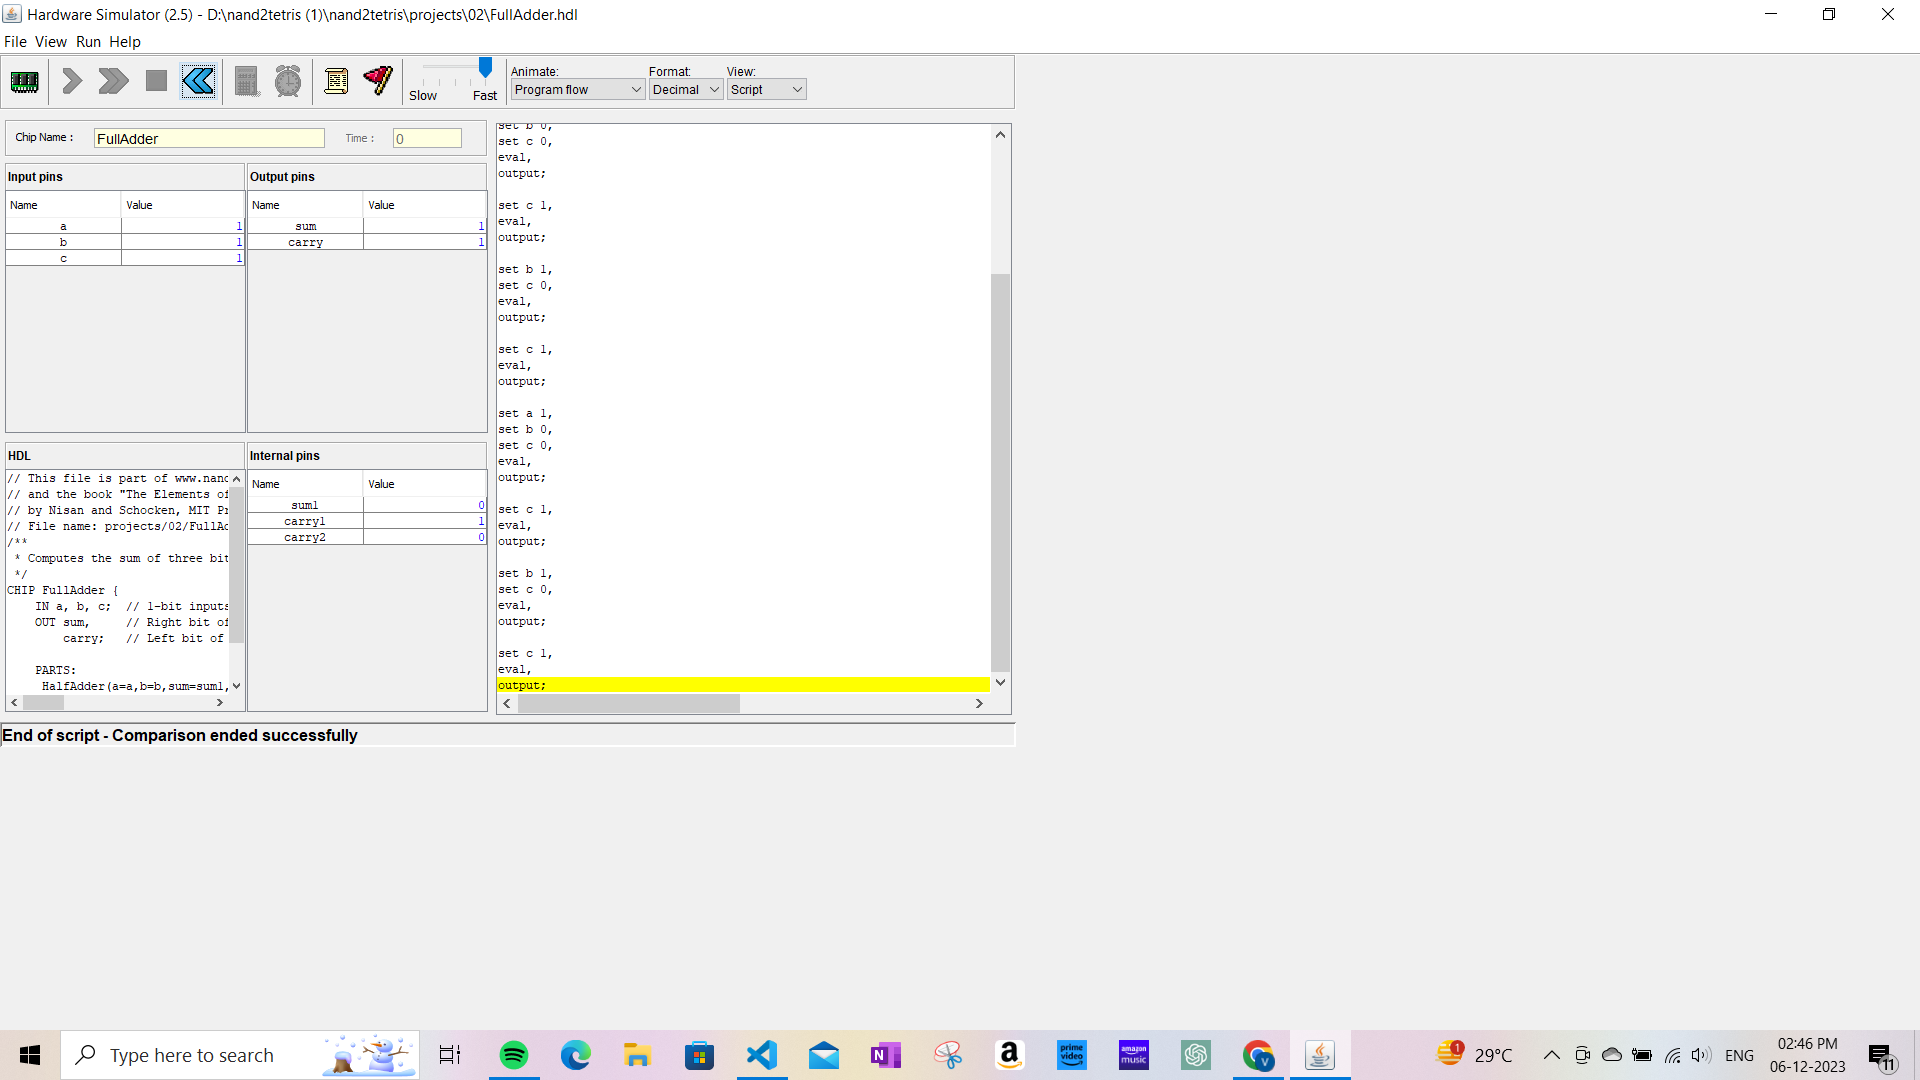 Hardware Simulator (2.5) - D:\nand2tetris (1)\nand2tetris\projects\02\FullAdder.hdl
File View Run Help
Slow Fast
Animate: Format: View:
Program flow Decimal Script
Chip Name : FullAdder Time : 0
Input pins
Name Value
a 1
b 1
c 1
Output pins
Name Value
sum 1
carry 1
HDL
// This file is part of www.nand
// and the book "The Elements of
// by Nisan and Schocken, MIT Pr
// File name: projects/02/FullAd
/**
* Computes the sum of three bit
*/
CHIP FullAdder {
IN a, b, c; // 1-bit inputs
OUT sum, // Right bit of
carry; // Left bit of
PARTS:
HalfAdder(a=a,b=b,sum=sum1,
Internal pins
Name Value
sum1 0
carry1 1
carry2 0
set b 0,
set c 0,
eval,
output;
set c 1,
eval,
output;
set b 1,
set c 0,
eval,
output;
set c 1,
eval,
output;
set a 1,
set b 0,
set c 0,
eval,
output;
set c 1,
eval,
output;
set b 1,
set c 0,
eval,
output;
set c 1,
eval,
output;
End of script - Comparison ended successfully
Type here to search
N
a
prime video
amazon music
V
1
29°C
ENG
02:46 PM
06-12-2023
11